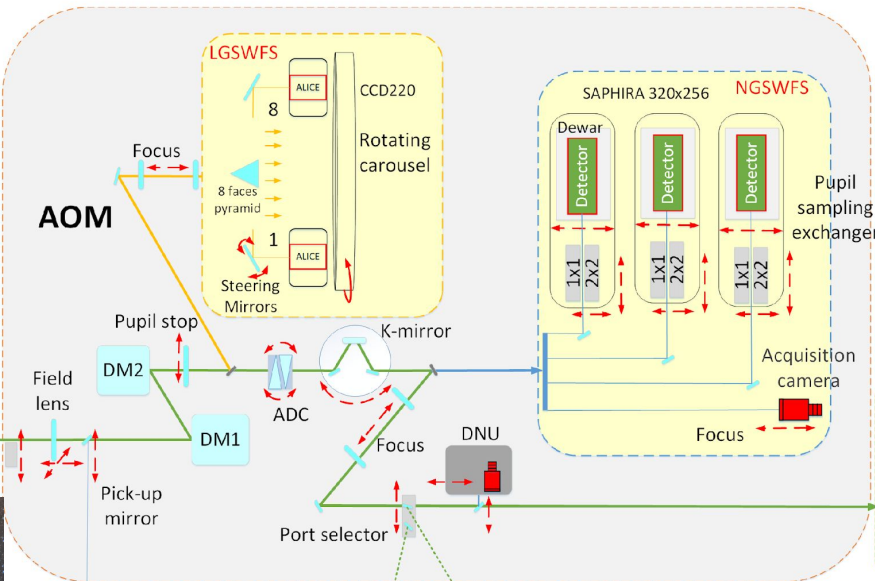 LGSWFS
ALICE
CCD220
8
Rotating
carousel
8 faces
pyramid
1
ALICE
Steering
Mirrors
Focus
AOM
SAPHIRA 320x256
NGSWFS
Dewar
Detector
Detector
Detector
Pupil
sampling
exchanger
1x1
2x2
1x1
2x2
1x1
2x2
Pupil stop
K-mirror
DM2
ADC
Field
lens
DM1
Acquisition
camera
Focus
Focus
DNU
Pick-up
mirror
Port selector